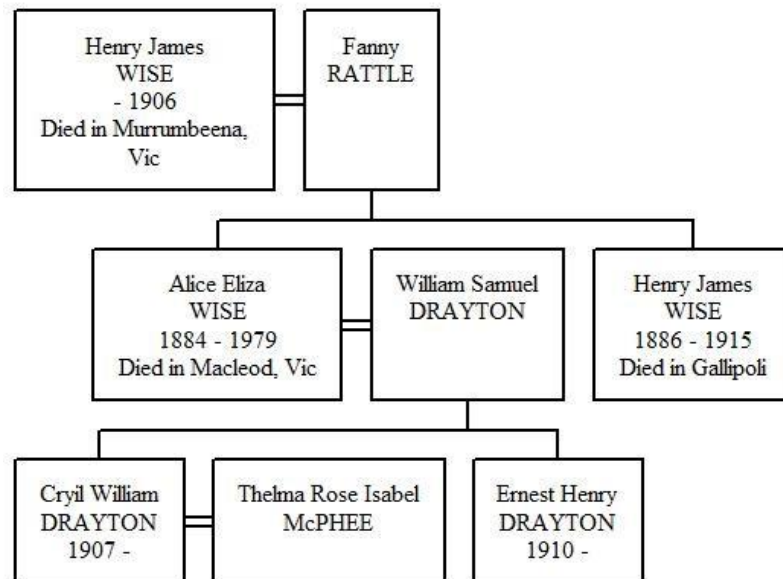 Henry James
WISE
- 1906
Died in Murrumbeena,
Vic
Fanny
RATTLE
Alice Eliza
WISE
1884 - 1979
Died in Macleod, Vic
William Samuel
DRAYTON
Henry James
WISE
1886 - 1915
Died in Gallipoli
Cryil William
DRAYTON
1907 -
Thelma Rose Isabel
McPHEE
Ernest Henry
DRAYTON
1910 -